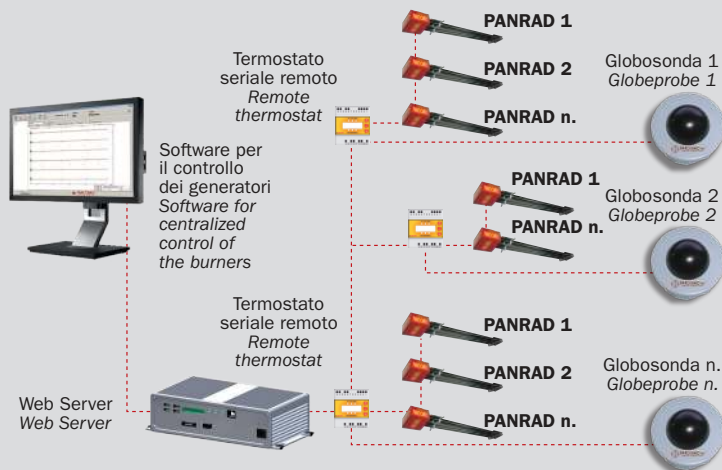 PANRAD 1
Termostato
seriale remoto
Remote
thermostat
PANRAD 2
PANRAD n.
Globosonda 1
Globeprobe 1
Software per
il controllo
dei generatori
Software for
centralized
control of
the burners
PANRAD 1
PANRAD n.
Globosonda 2
Globeprobe 2
Termostato
seriale remoto
Remote
thermostat
PANRAD 1
PANRAD 2
PANRAD n.
Globosonda n.
Globeprobe n.
Web Server
Web Server